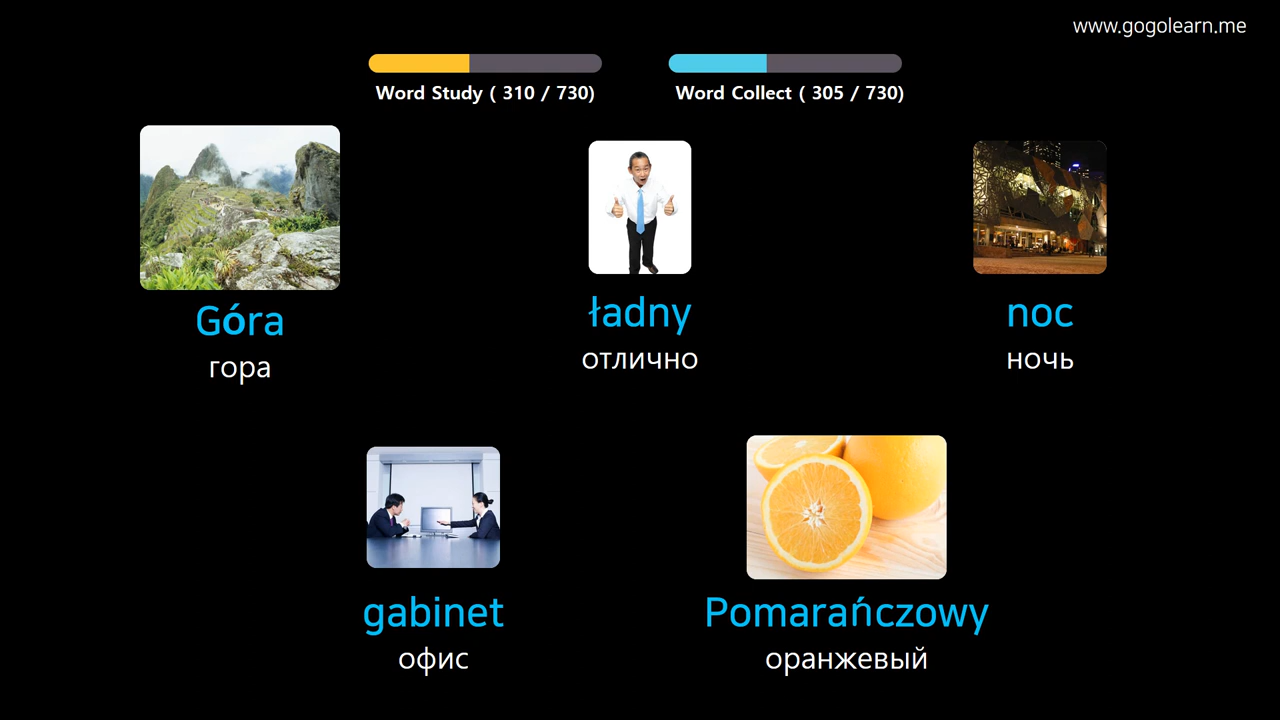 www.gogolearn.me
Word Study ( 310 / 730)
Word Collect ( 305 / 730)
Góra
гора
ładny
отлично
noc
ночь
gabinet
офис
Pomarańczowy
оранжевый